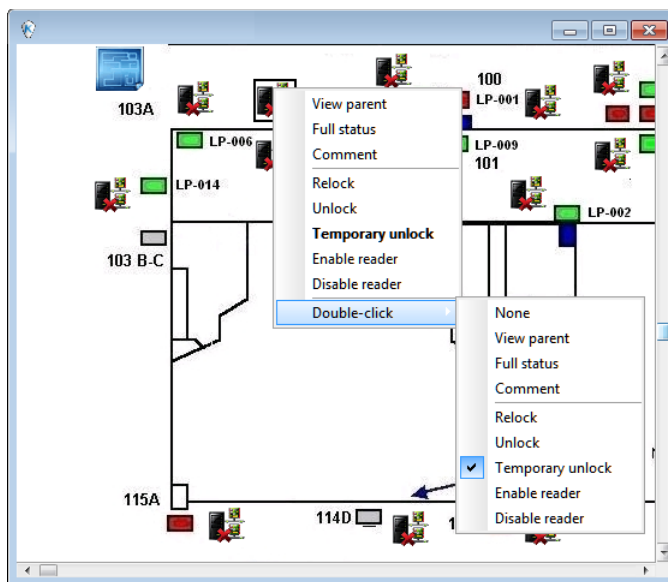 100
103A
LP-001
LP-006
LP-009
101
LP-014
LP-002
103 B-C
115A
114D
View parent
Full status
Comment
Relock
Unlock
Temporary unlock
Enable reader
Disable reader
Double-click
None
View parent
Full status
Comment
Relock
Unlock
Temporary unlock
Enable reader
Disable reader